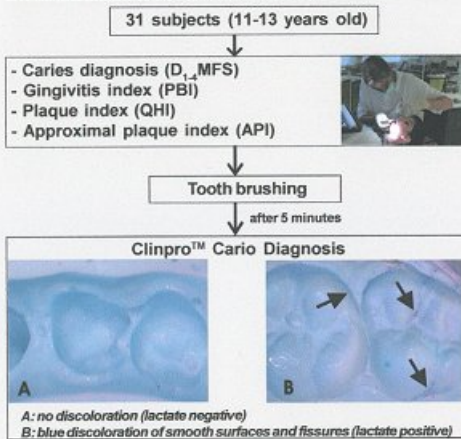 31 subjects (11-13 years old)
- Caries diagnosis (D₁₋₄MFS)
- Gingivitis index (PBI)
- Plaque index (QHI)
- Approximal plaque index (API)
Tooth brushing
after 5 minutes
Clinpro™ Cario Diagnosis
A
B
A: no discoloration (lactate negative)
B: blue discoloration of smooth surfaces and fissures (lactate positive)